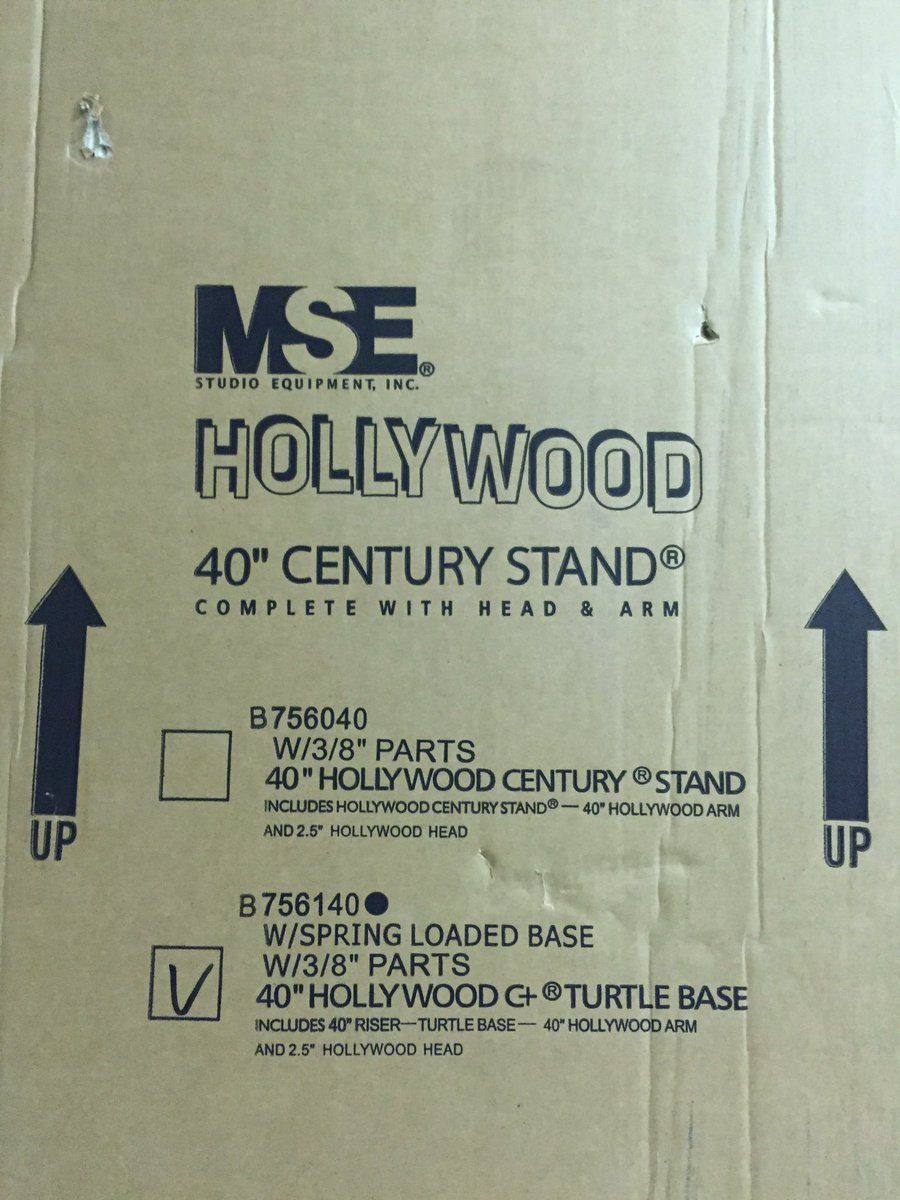 MSE®
STUDIO EQUIPMENT, INC.
HOLLYWOOD
40" CENTURY STAND®
COMPLETE WITH HEAD & ARM
UP
UP
B756040
W/3/8" PARTS
40" HOLLYWOOD CENTURY ® STAND
INCLUDES HOLLYWOOD CENTURY STAND® — 40" HOLLYWOOD ARM
AND 2.5" HOLLYWOOD HEAD
B756140●
W/SPRING LOADED BASE
W/3/8" PARTS
40" HOLLYWOOD C+ ® TURTLE BASE
INCLUDES 40" RISER—TURTLE BASE— 40" HOLLYWOOD ARM
AND 2.5" HOLLYWOOD HEAD